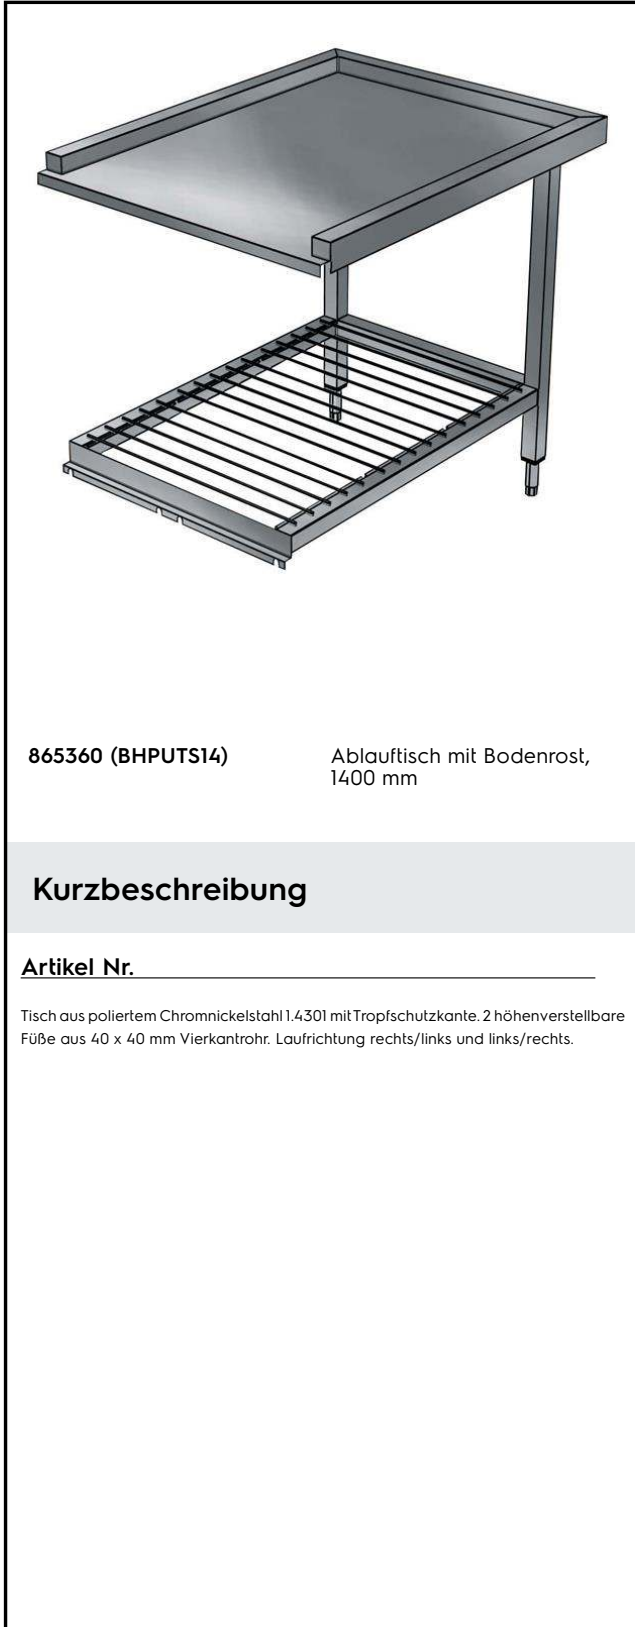 865360 (BHPUTS14)
Ablauftisch mit Bodenrost,
1400 mm
Kurzbeschreibung
Artikel Nr.
Tisch aus poliertem Chromnickelstahl 1.4301 mit Tropfschutzkante. 2 höhenverstellbare
Füße aus 40 x 40 mm Vierkantrohr. Laufrichtung rechts/links und links/rechts.